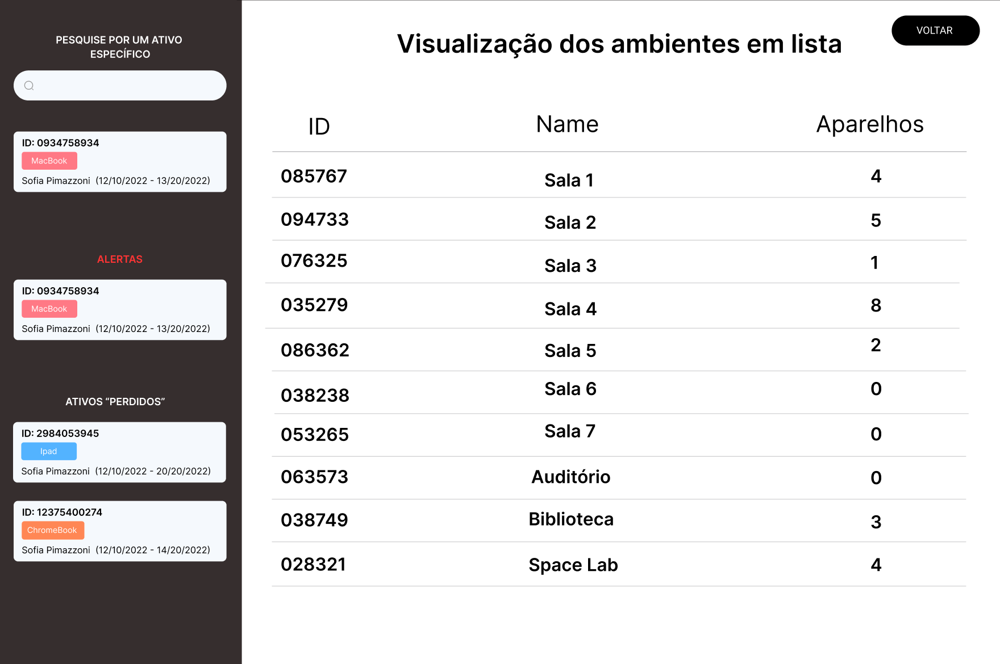 PESQUISE POR UM ATIVO
ESPECÍFICO
ID: 0934758934
MacBook
Sofia Pimazzoni (12/10/2022 - 13/20/2022)
ALERTAS
ID: 0934758934
MacBook
Sofia Pimazzoni (12/10/2022 - 13/20/2022)
ATIVOS “PERDIDOS”
ID: 2984053945
Ipad
Sofia Pimazzoni (12/10/2022 - 20/20/2022)
ID: 12375400274
ChromeBook
Sofia Pimazzoni (12/10/2022 - 14/20/2022)
VOLTAR
Visualização dos ambientes em lista
ID Name Aparelhos
085767 Sala 1 4
094733 Sala 2 5
076325 Sala 3 1
035279 Sala 4 8
086362 Sala 5 2
038238 Sala 6 0
053265 Sala 7 0
063573 Auditório 0
038749 Biblioteca 3
028321 Space Lab 4